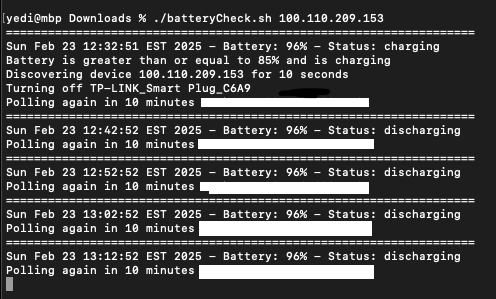 [yedi@mbp Downloads % ./batteryCheck.sh 100.110.209.153
==================================================================
Sun Feb 23 12:32:51 EST 2025 - Battery: 96% - Status: charging
Battery is greater than or equal to 85% and is charging
Discovering device 100.110.209.153 for 10 seconds
Turning off TP-LINK_Smart Plug_C6A9
Polling again in 10 minutes
==================================================================
Sun Feb 23 12:42:52 EST 2025 - Battery: 96% - Status: discharging
Polling again in 10 minutes
==================================================================
Sun Feb 23 12:52:52 EST 2025 - Battery: 96% - Status: discharging
Polling again in 10 minutes
==================================================================
Sun Feb 23 13:02:52 EST 2025 - Battery: 96% - Status: discharging
Polling again in 10 minutes
==================================================================
Sun Feb 23 13:12:52 EST 2025 - Battery: 96% - Status: discharging
Polling again in 10 minutes